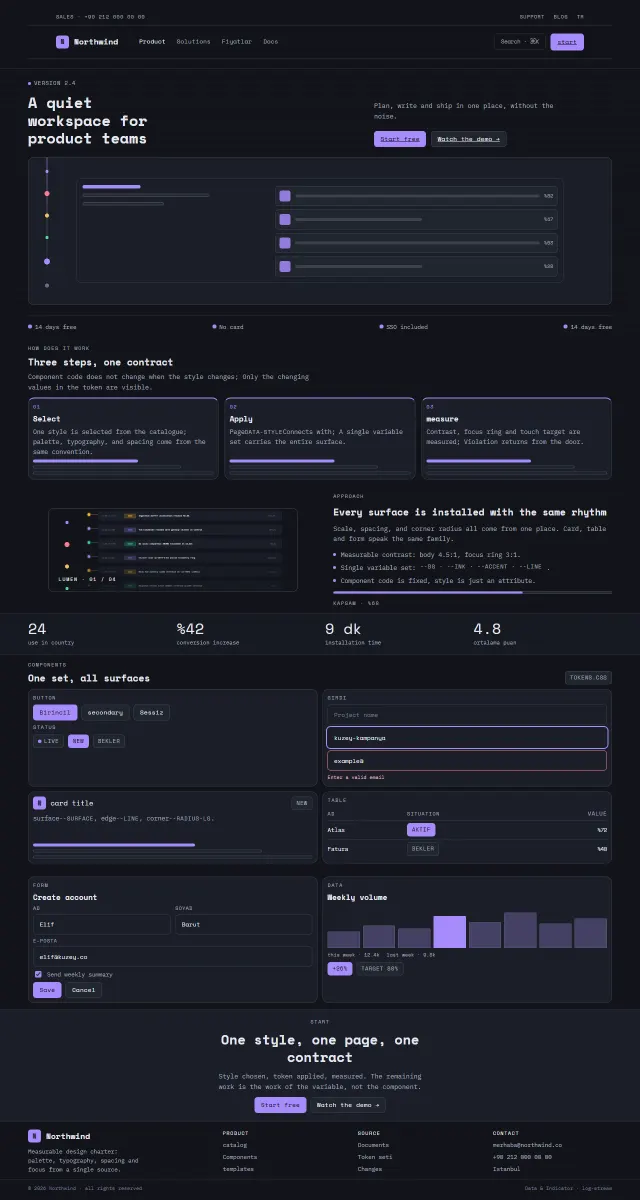 SALES · +90 212 000 00 00
SUPPORT BLOG TR
N Northwind Product Solutions Fiyatlar Docs Search · ⌘K start
VERSION 2.4
A quiet
workspace for
product teams
Plan, write and ship in one place, without the
noise.
Start free Watch the demo →
%92
%67
14 days free No card SSO included 14 days free
HOW DOES IT WORK
Three steps, one contract
Component code does not change when the style changes; Only the changing
values in the token are visible.
01
Select
One style is selected from the catalogue;
palette, typography, and spacing come from the
same convention.
02
Apply
PageDATA-STYLEConnects with; A single variable
set carries the entire surface.
03
measure
Contrast, focus ring and touch target are
measured; Violation returns from the door.
LUMEN · 01 / 04
APPROACH
Every surface is installed with the same rhythm
Scale, spacing, and corner radius all come from one place. Card, table
and form speak the same family.
Measurable contrast: body 4.5:1, focus ring 3:1.
Single variable set: --BG · --INK · --ACCENT · --LINE .
Component code is fixed, style is just an attribute.
KAPSAM · %68
24
use in country
%42
conversion increase
9 dk
installation time
4.8
ortalama puan
COMPONENTS
One set, all surfaces
TOKENS.CSS
BUTTON
Birincil secondary Sessiz
STATUS
LIVE NEW BEKLER
GIRDI
Project name
kuzey-kampanya
example@
Enter a valid email
N card title NEW
surface--SURFACE, edge--LINE, corner--RADIUS-LG.
TABLE
AD SITUATION VALUE
Atlas AKTIF %72
Fatura BEKLER %48
FORM
Create account
AD SOYAD
Elif Barut
E-POSTA
elif@kuzey.co
Send weekly summary
Save Cancel
DATA
Weekly volume
this week · 12.4k last week · 9.8k
+26% TARGET 80%
START
One style, one page, one
contract
Style chosen, token applied, measured. The remaining
work is the work of the variable, not the component.
Start free Watch the demo →
N Northwind
Measurable design charter:
palette, typography, spacing and
focus from a single source.
PRODUCT
catalog
Components
templates
SOURCE
Documents
Token seti
Changes
CONTACT
merhaba@northwind.co
+90 212 000 00 00
Istanbul
© 2026 Northwind · all rights reserved
Data & Indicator · log-stream